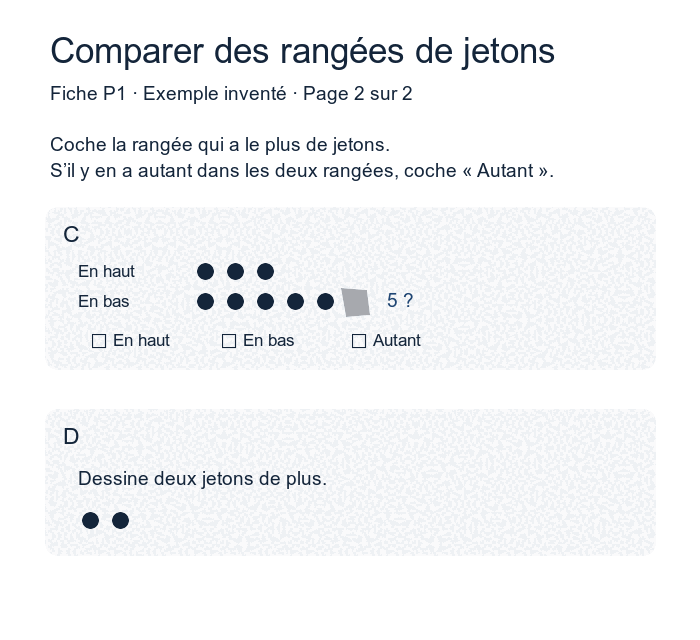 Comparer des rangées de jetons
Fiche P1 · Exemple inventé · Page 2 sur 2
Coche la rangée qui a le plus de jetons.
S’il y en a autant dans les deux rangées, coche « Autant ».
C
En haut
En bas 5 ?
En haut En bas Autant
D
Dessine deux jetons de plus.